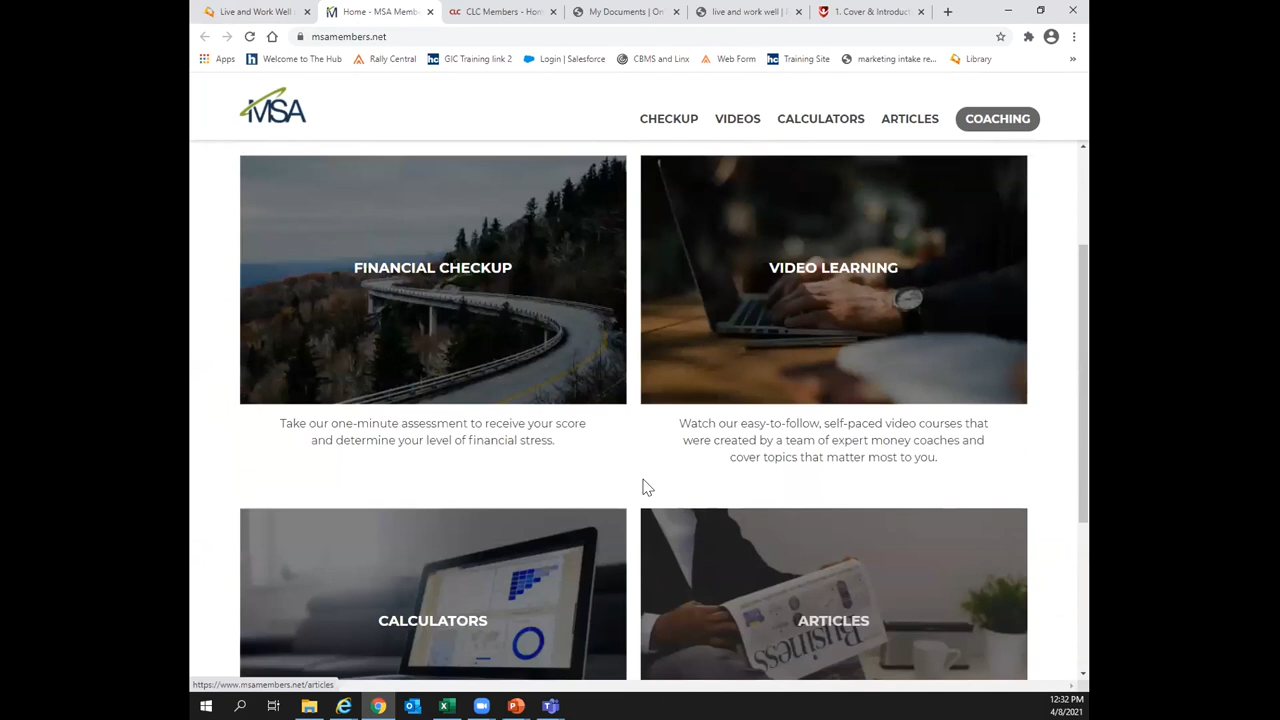 Live and Work Well
Home - MSA Memb
CLC Members - Hom
My Documents | On
live and work well |
1. Cover & Introduct
msamembers.net
Apps
Welcome to The Hub
Rally Central
GIC Training link 2
Login | Salesforce
CBMS and Linx
Web Form
Training Site
marketing intake re...
Library
»
MSA
CHECKUP
VIDEOS
CALCULATORS
ARTICLES
COACHING
FINANCIAL CHECKUP
VIDEO LEARNING
Take our one-minute assessment to receive your score
and determine your level of financial stress.
Watch our easy-to-follow, self-paced video courses that
were created by a team of expert money coaches and
cover topics that matter most to you.
CALCULATORS
ARTICLES
Business
https://www.msamembers.net/articles
12:32 PM
4/8/2021